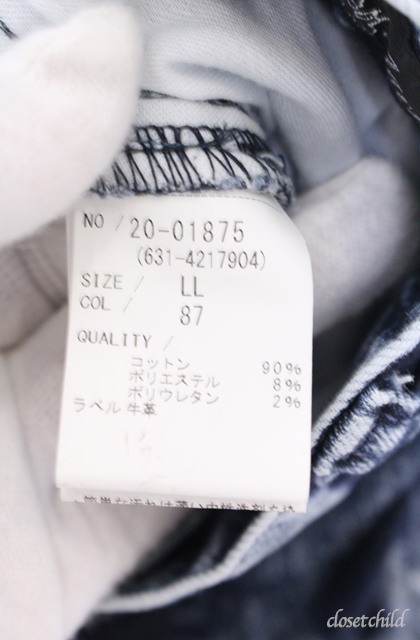 NO / 20-01875
(631-4217904)
SIZE / LL
COL / 87
QUALITY /
コットン 90%
ポリエステル 8%
ポリウレタン 2%
ラベル 牛革
closetchild